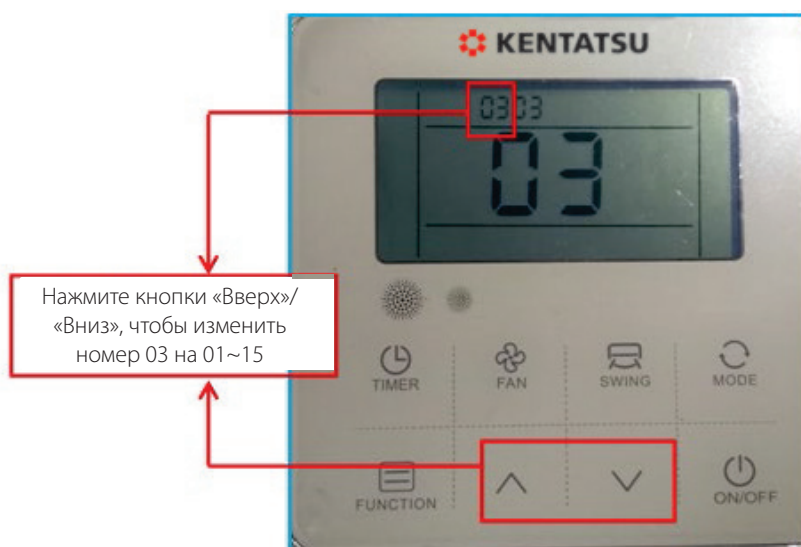 KENTATSU
0303
03
Нажмите кнопки «Вверх»/
«Вниз», чтобы изменить
номер 03 на 01~15
TIMER FAN SWING MODE
FUNCTION ON/OFF